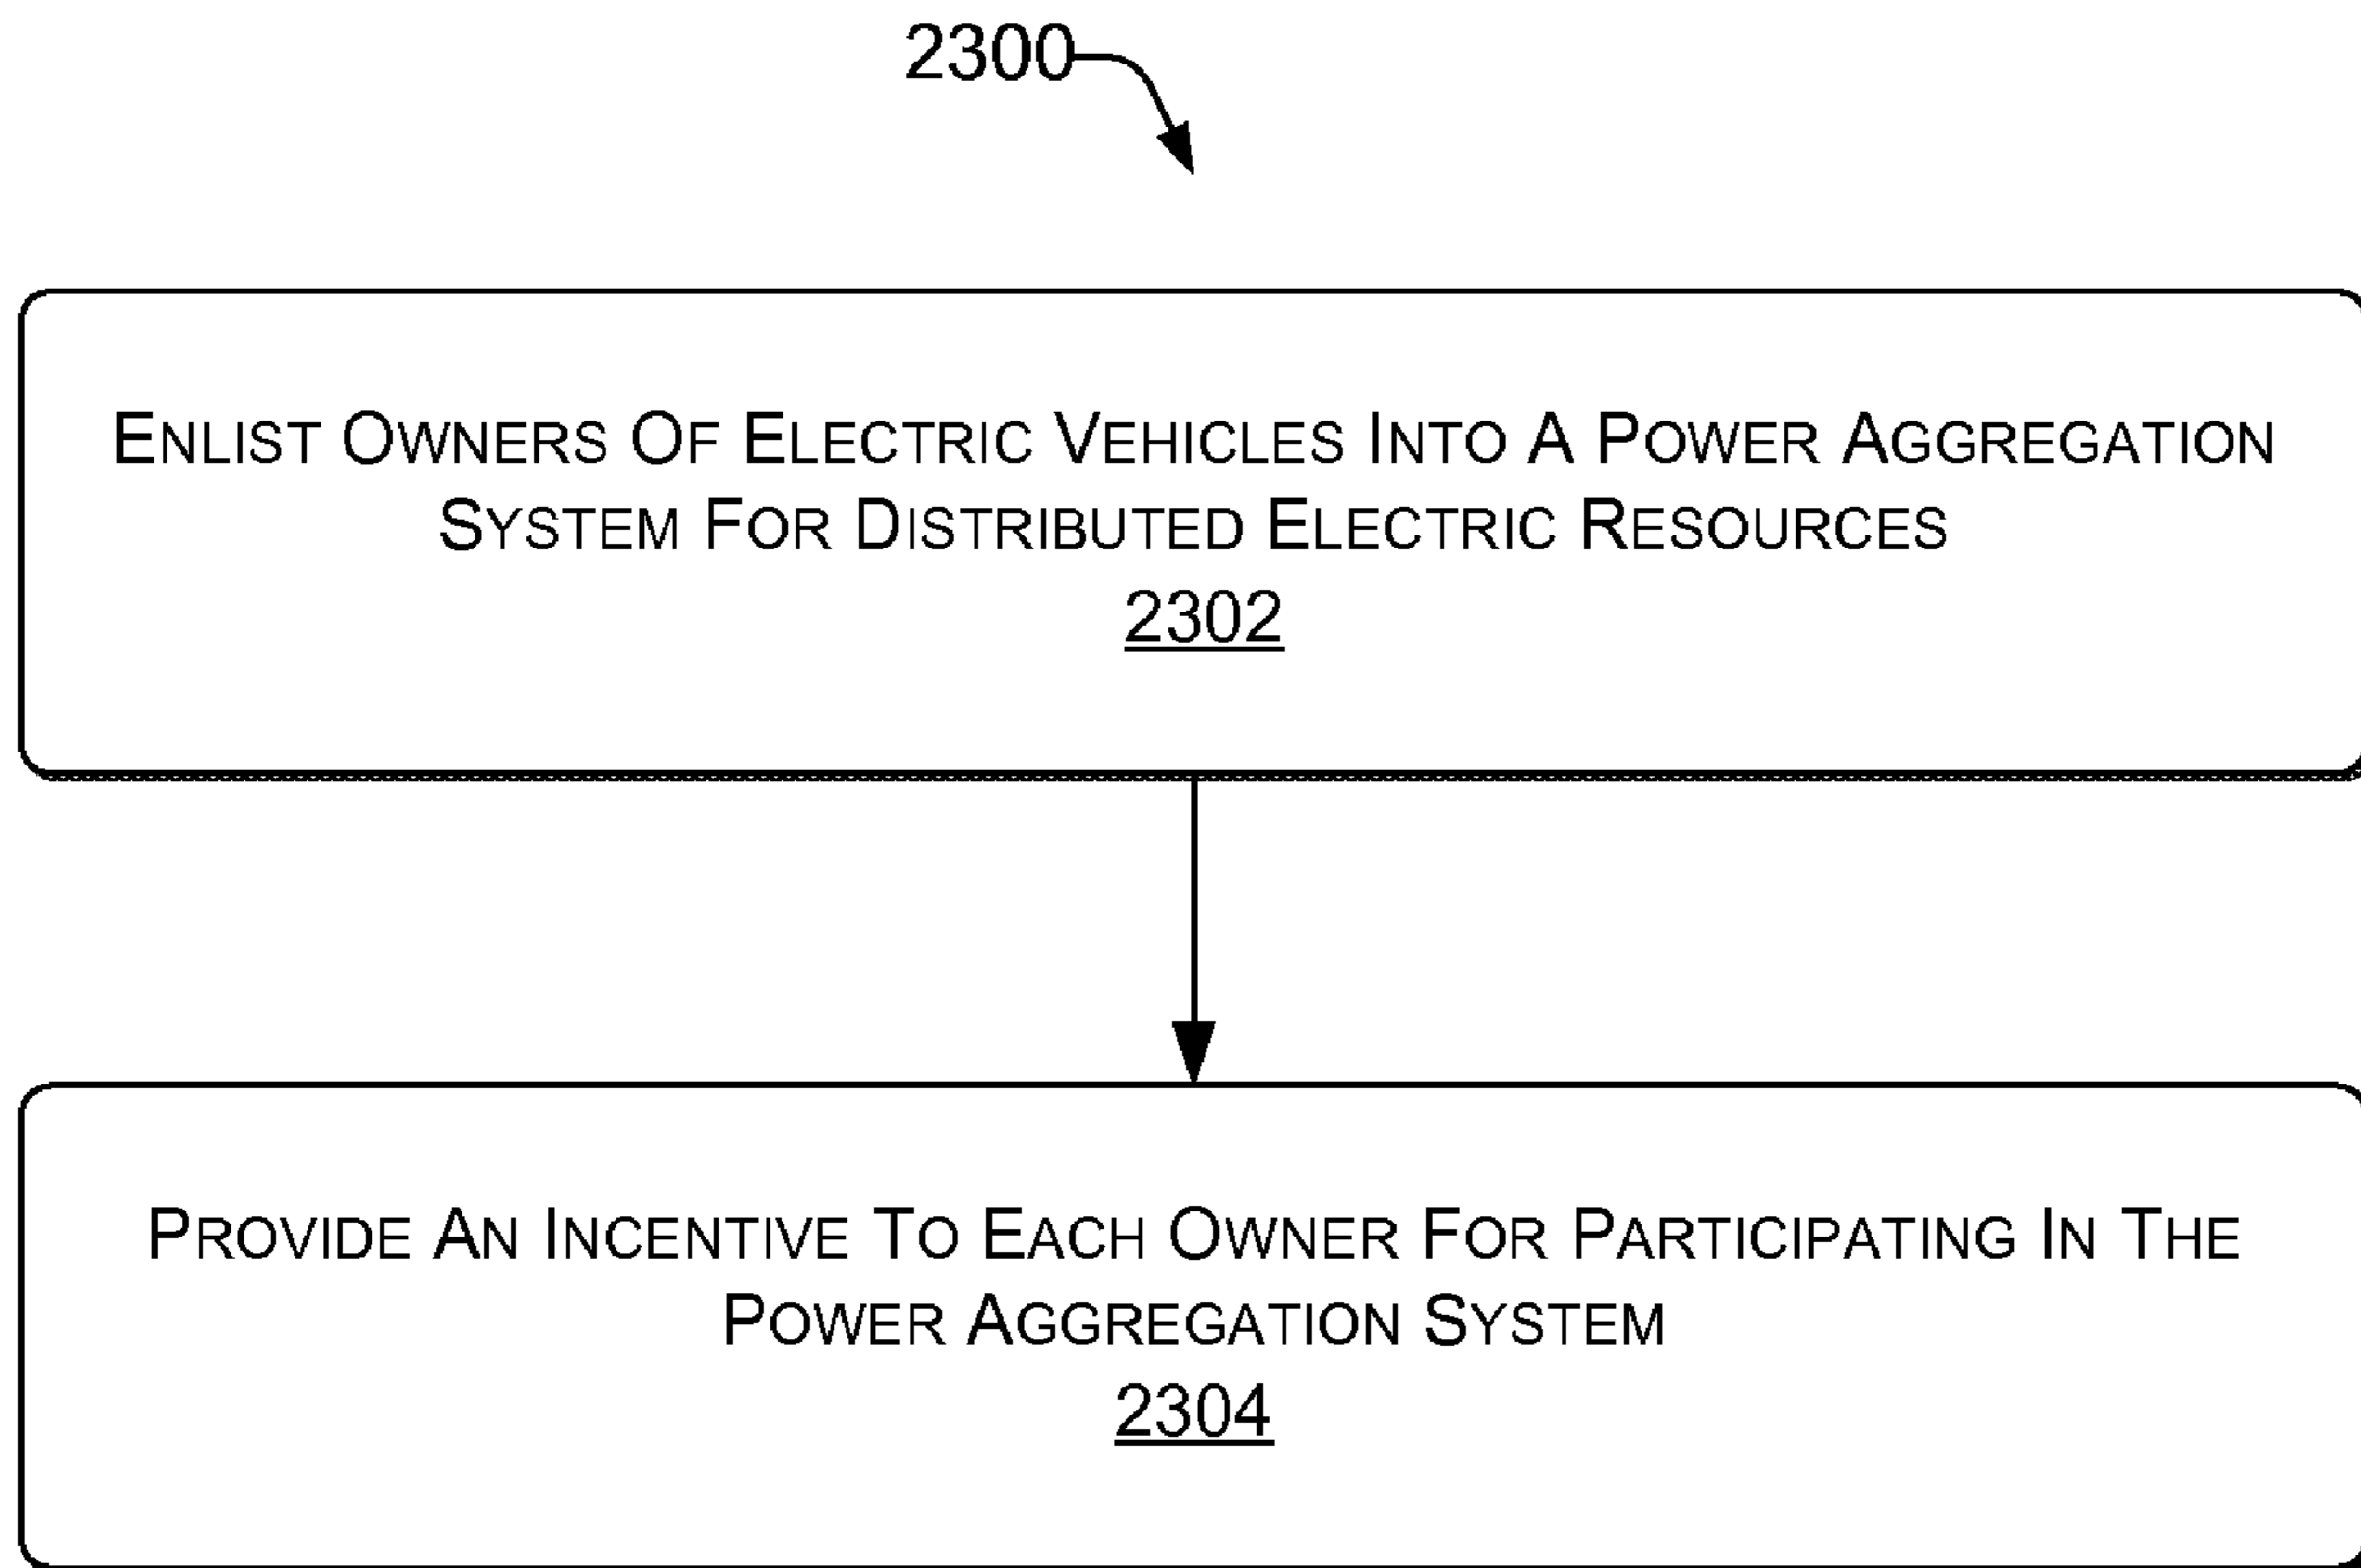 2300
Enlist Owners Of Electric Vehicles Into A Power Aggregation
System For Distributed Electric Resources
2302
Provide An Incentive To Each Owner For Participating In The
Power Aggregation System
2304